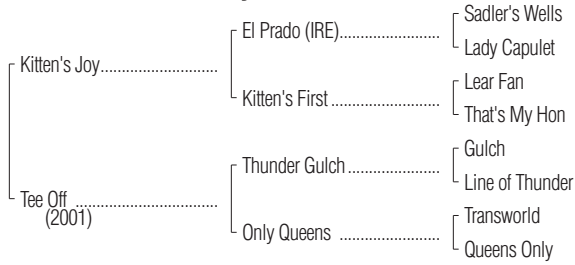 Sadler's Wells
El Prado (IRE)....................
Lady Capulet
Kitten's Joy........................
Lear Fan
Kitten's First ......................
That's My Hon
Gulch
Thunder Gulch...................
Line of Thunder
Tee Off .............................
(2001)
Transworld
Only Queens ....................
Queens Only